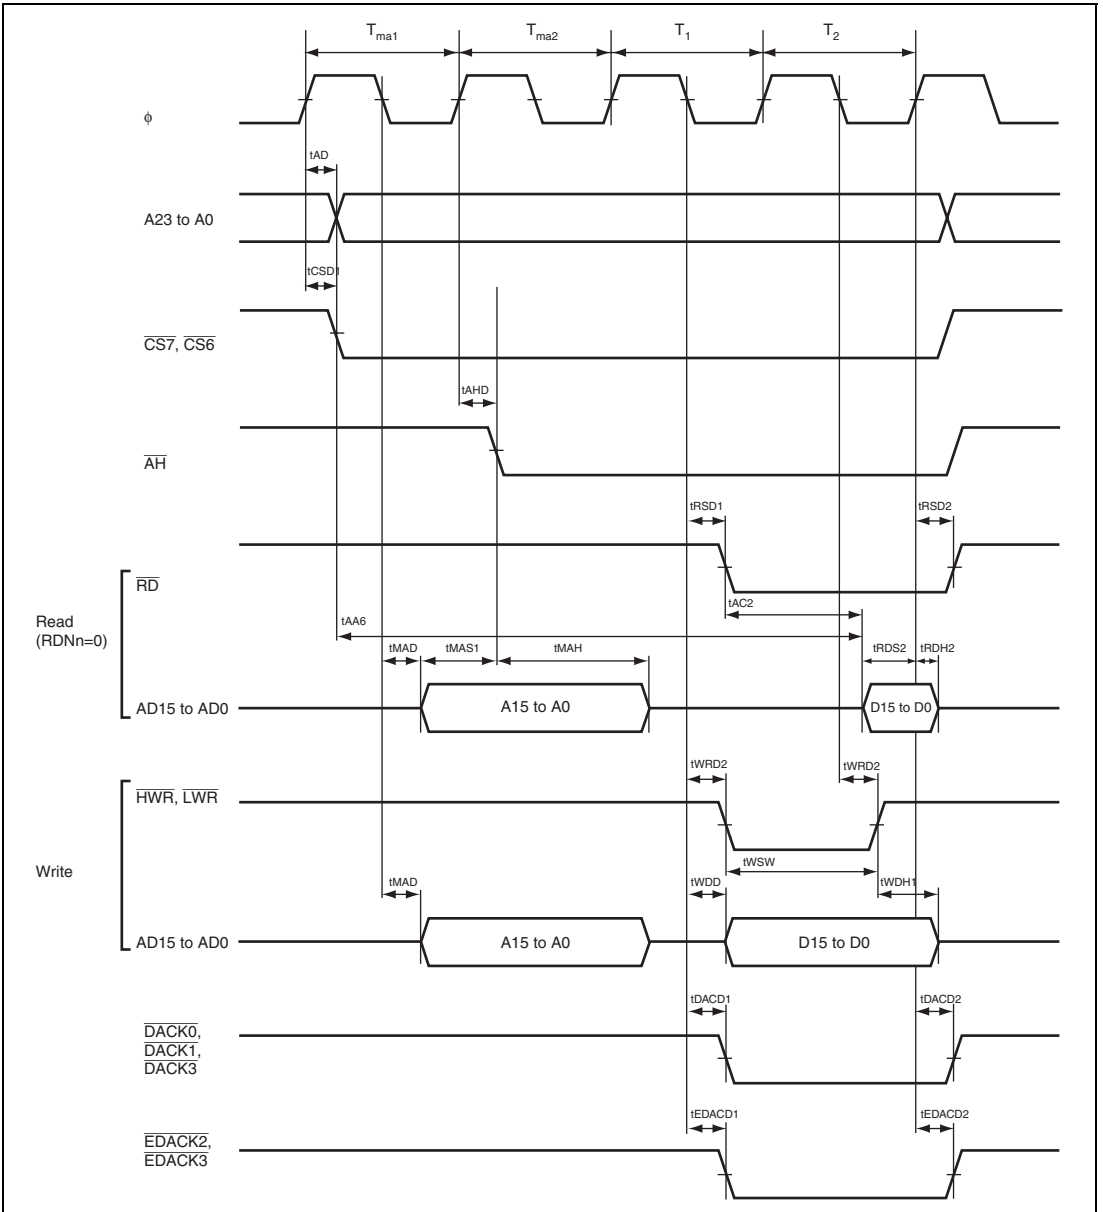 Tma1 Tma2 T1 T2
φ
tAD
A23 to A0
tCSD1
CS7, CS6
tAHD
AH
tRSD1 tRSD2
RD
tAC2
Read
(RDNn=0)
tAA6
tMAD tMAS1 tMAH tRDS2 tRDH2
AD15 to AD0 A15 to A0 D15 to D0
tWRD2 tWRD2
HWR, LWR
tWSW
Write
tMAD tWDD tWDH1
AD15 to AD0 A15 to A0 D15 to D0
tDACD1 tDACD2
DACK0,
DACK1,
DACK3
tEDACD1 tEDACD2
EDACK2,
EDACK3